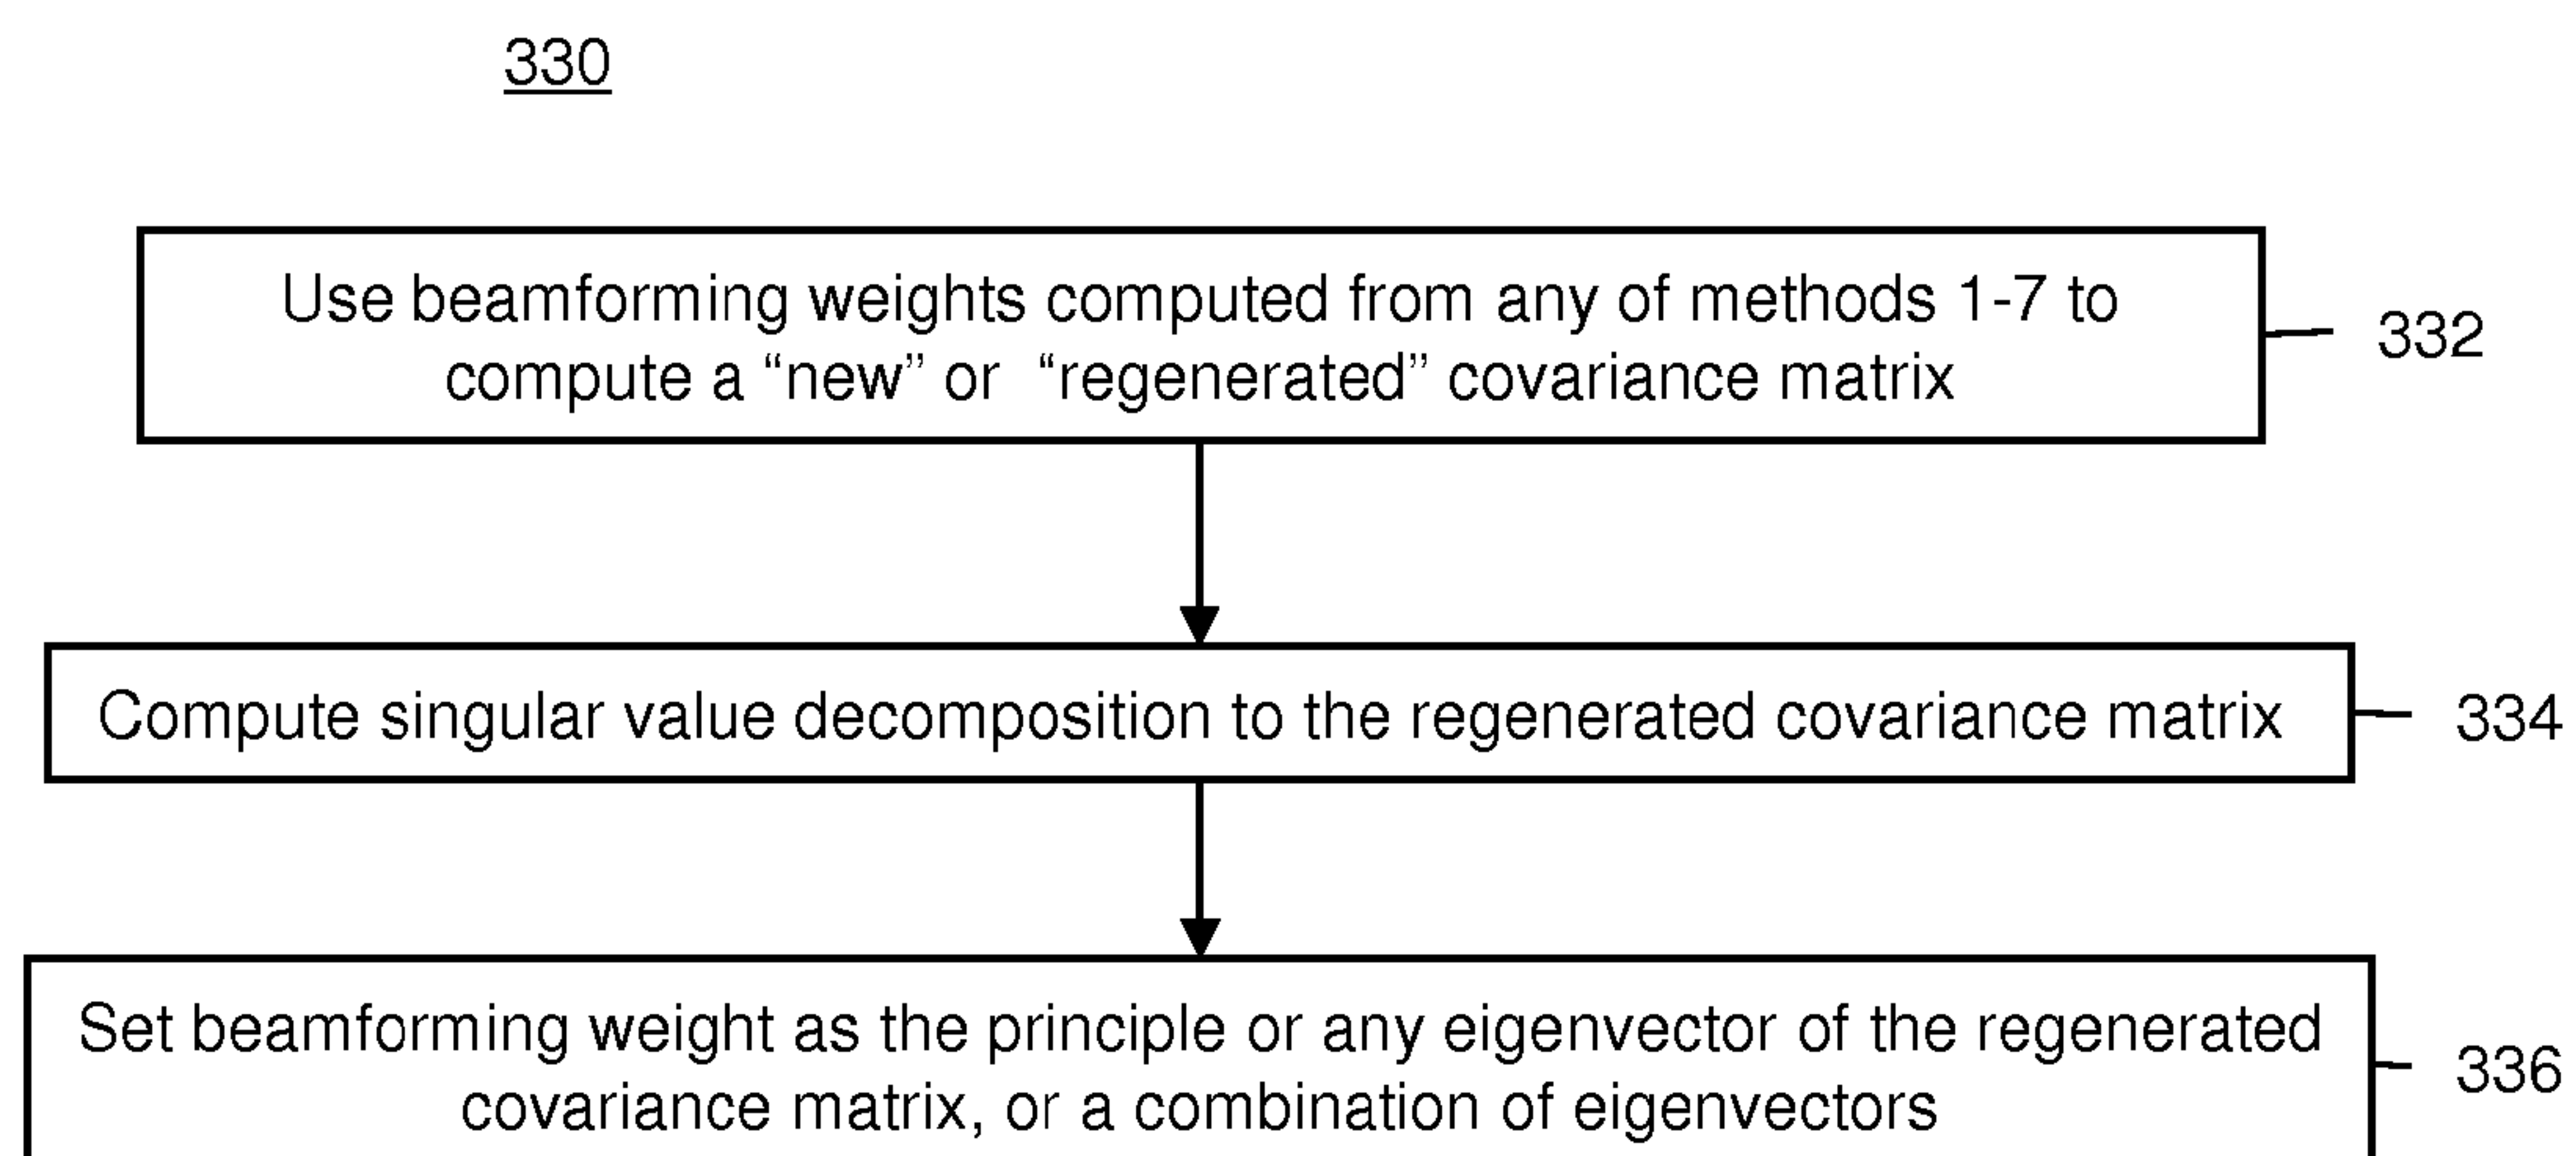 330
Use beamforming weights computed from any of methods 1-7 to
compute a “new” or “regenerated” covariance matrix
332
Compute singular value decomposition to the regenerated covariance matrix
334
Set beamforming weight as the principle or any eigenvector of the regenerated
covariance matrix, or a combination of eigenvectors
336